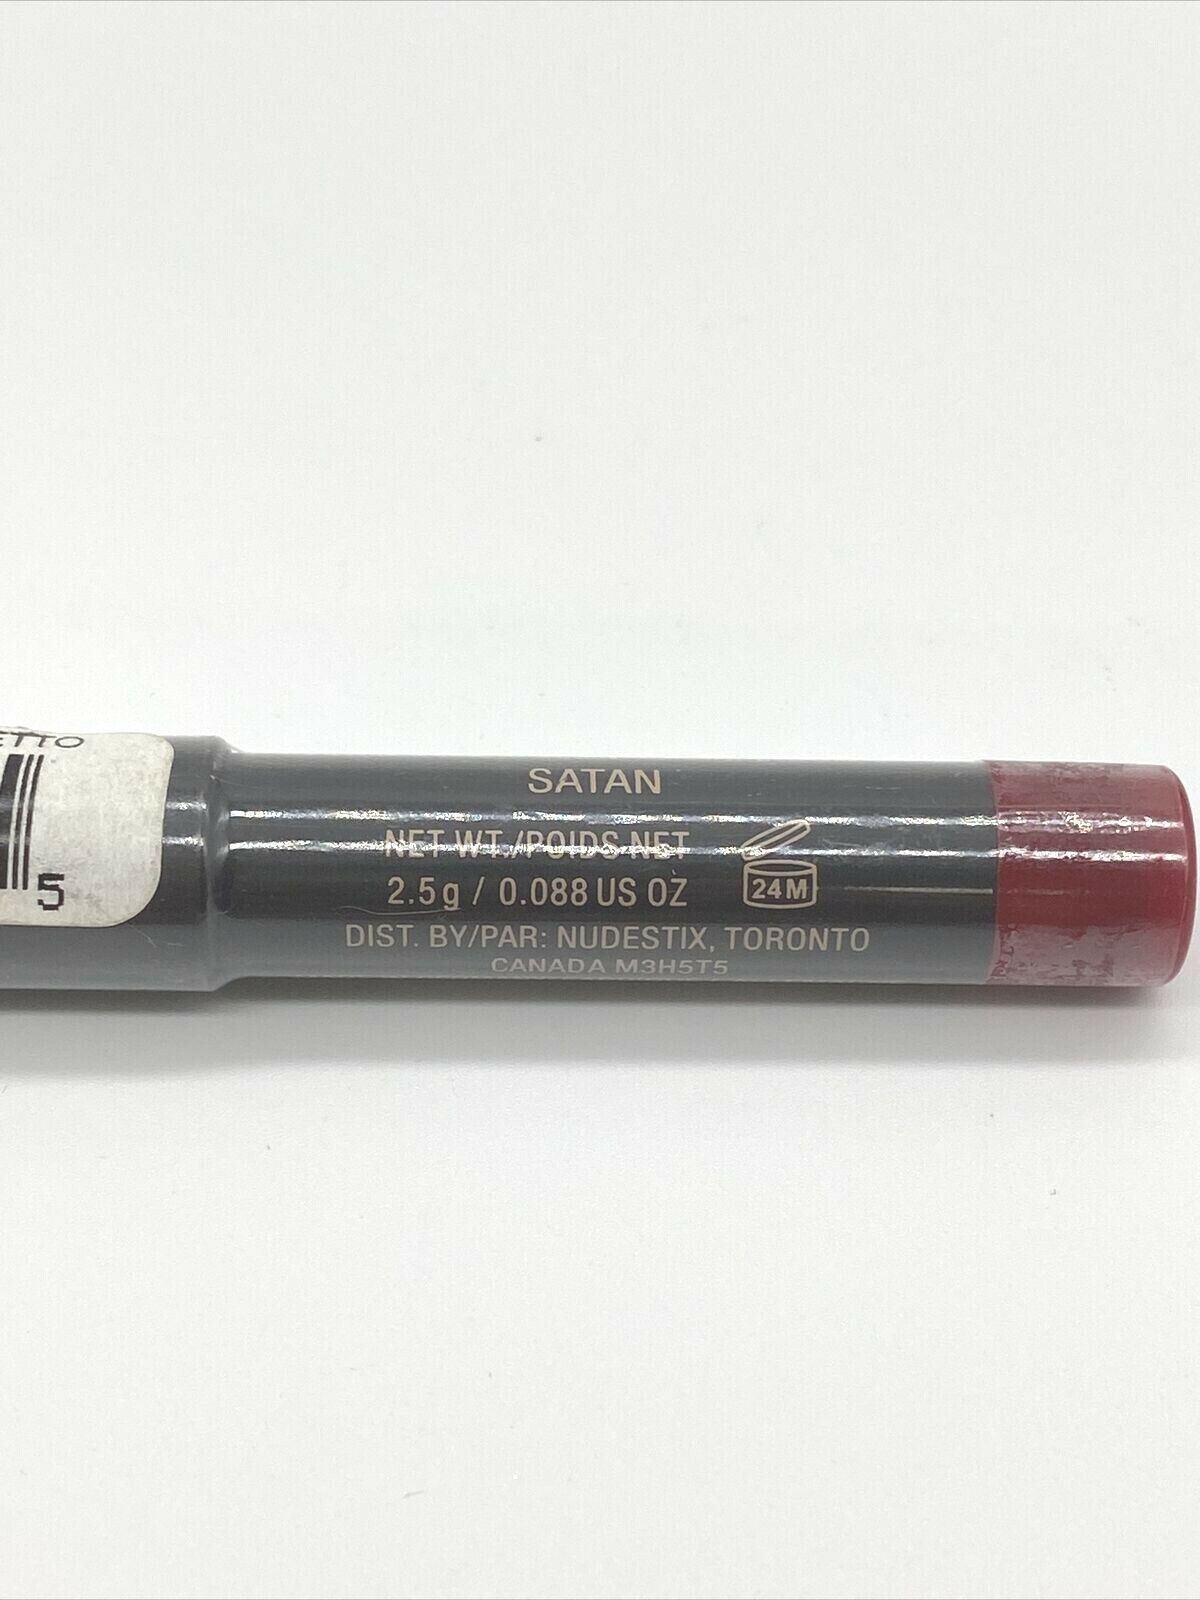 SATAN
NET WT./POIDS NET
2.5g / 0.088 US OZ
24M
DIST. BY/PAR: NUDESTIX, TORONTO
CANADA M3H5T5
5